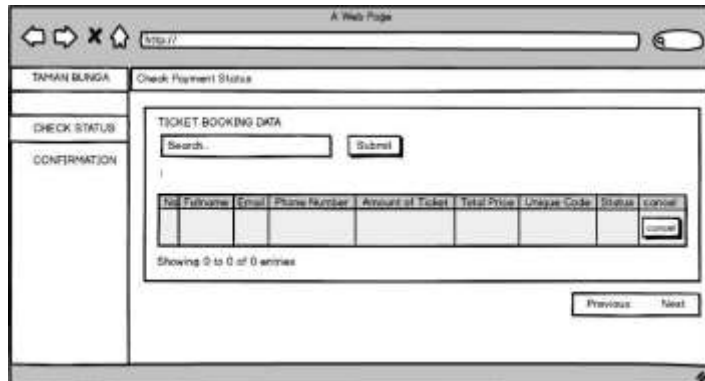 A Web Page
http://
TAMAN BUNGA
Check Payment Status
CHECK STATUS
CONFIRMATION
TICKET BOOKING DATA
Search..
Submit
No Fullname Email Phone Number Amount of Ticket Total Price Unique Code Status cancel
cancel
Showing 0 to 0 of 0 entries
Previous Next